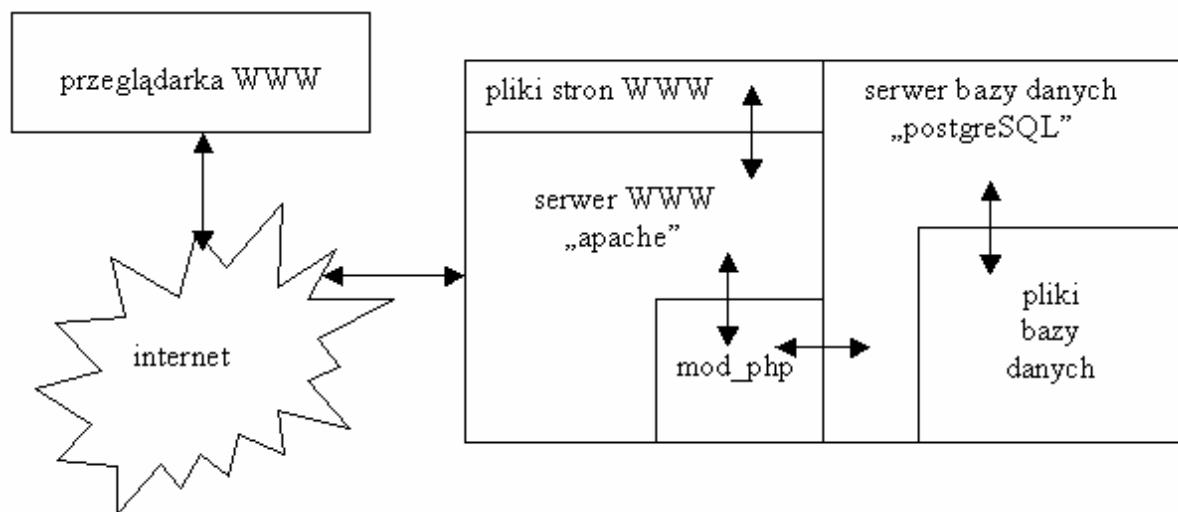 przeglądarka WWW
pliki stron WWW
serwer bazy danych
„postgreSQL”
serwer WWW
„apache”
internet
mod_php
pliki
bazy
danych